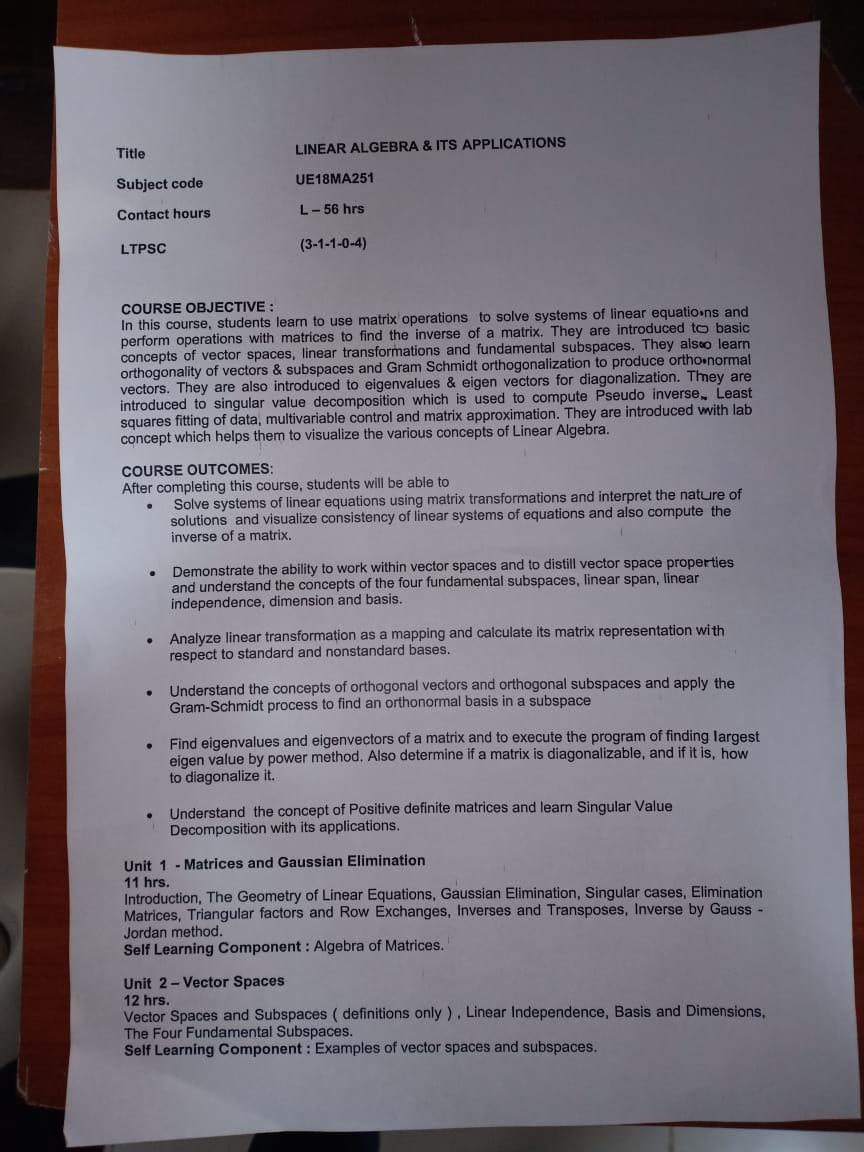 Title LINEAR ALGEBRA & ITS APPLICATIONS
Subject code UE18MA251
Contact hours L – 56 hrs
LTPSC (3-1-1-0-4)
COURSE OBJECTIVE :
In this course, students learn to use matrix operations to solve systems of linear equations and
perform operations with matrices to find the inverse of a matrix. They are introduced to basic
concepts of vector spaces, linear transformations and fundamental subspaces. They also learn
orthogonality of vectors & subspaces and Gram Schmidt orthogonalization to produce orthonormal
vectors. They are also introduced to eigenvalues & eigen vectors for diagonalization. They are
introduced to singular value decomposition which is used to compute Pseudo inverse, Least
squares fitting of data, multivariable control and matrix approximation. They are introduced with lab
concept which helps them to visualize the various concepts of Linear Algebra.
COURSE OUTCOMES:
After completing this course, students will be able to
• Solve systems of linear equations using matrix transformations and interpret the nature of
solutions and visualize consistency of linear systems of equations and also compute the
inverse of a matrix.
• Demonstrate the ability to work within vector spaces and to distill vector space properties
and understand the concepts of the four fundamental subspaces, linear span, linear
independence, dimension and basis.
• Analyze linear transformation as a mapping and calculate its matrix representation with
respect to standard and nonstandard bases.
• Understand the concepts of orthogonal vectors and orthogonal subspaces and apply the
Gram-Schmidt process to find an orthonormal basis in a subspace
• Find eigenvalues and eigenvectors of a matrix and to execute the program of finding largest
eigen value by power method. Also determine if a matrix is diagonalizable, and if it is, how
to diagonalize it.
• Understand the concept of Positive definite matrices and learn Singular Value
Decomposition with its applications.
Unit 1 - Matrices and Gaussian Elimination
11 hrs.
Introduction, The Geometry of Linear Equations, Gaussian Elimination, Singular cases, Elimination
Matrices, Triangular factors and Row Exchanges, Inverses and Transposes, Inverse by Gauss -
Jordan method.
Self Learning Component : Algebra of Matrices.
Unit 2 – Vector Spaces
12 hrs.
Vector Spaces and Subspaces ( definitions only ) , Linear Independence, Basis and Dimensions,
The Four Fundamental Subspaces.
Self Learning Component : Examples of vector spaces and subspaces.